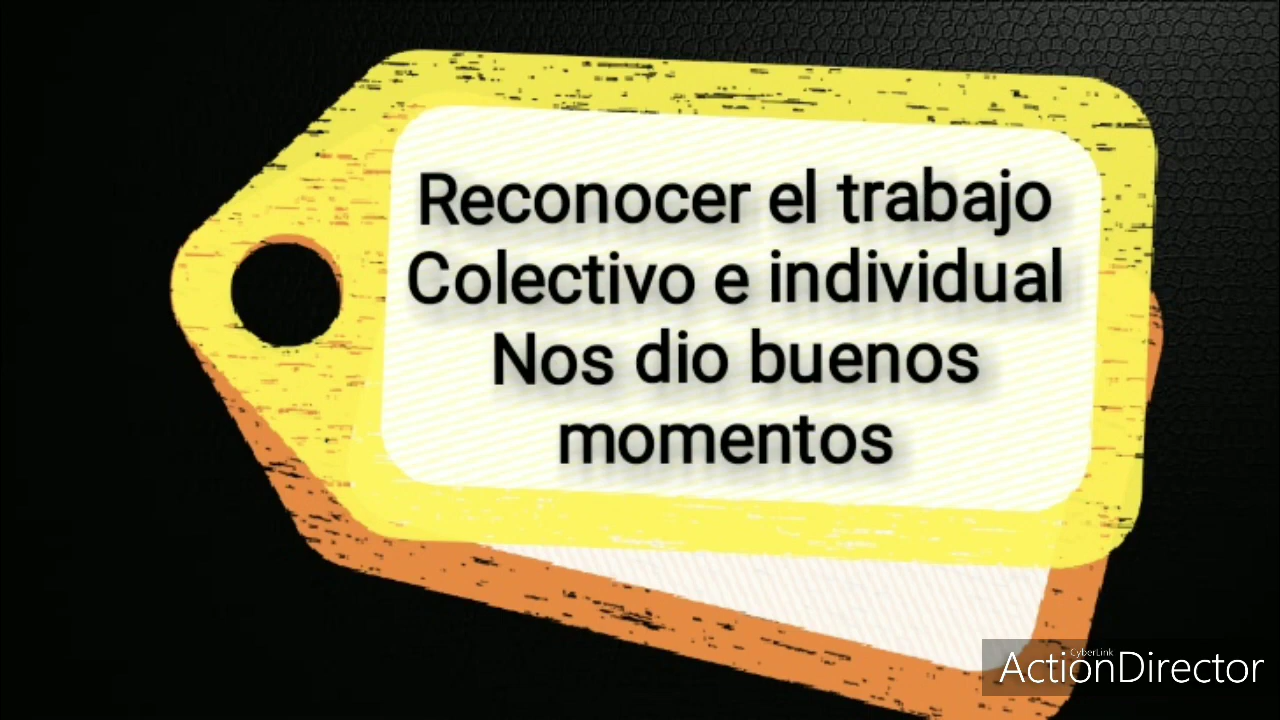 Reconocer el trabajo
Colectivo e individual
Nos dio buenos
momentos
CyberLink
ActionDirector